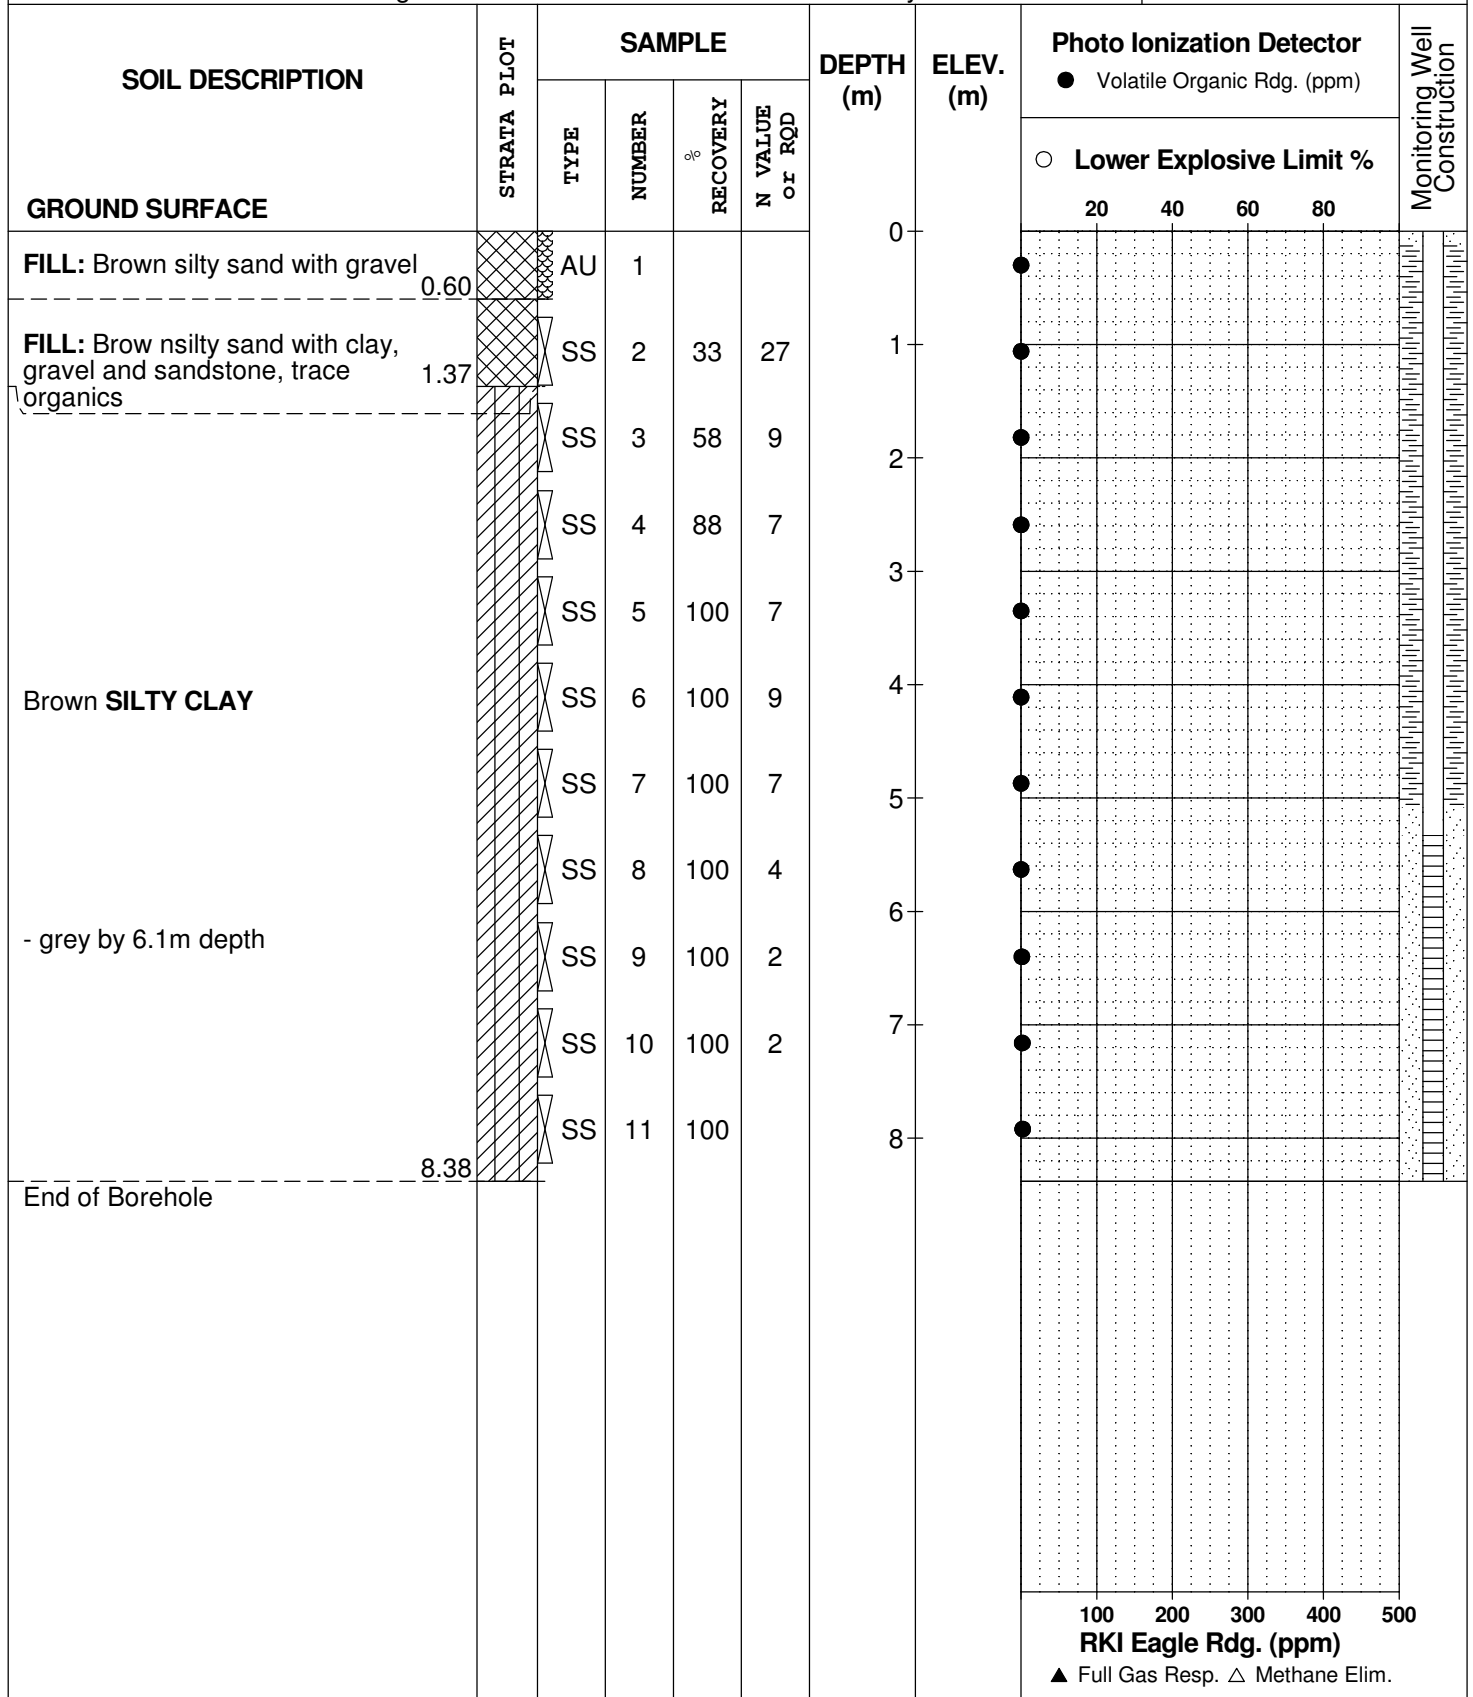 SOIL DESCRIPTION
GROUND SURFACE
STRATA PLOT
SAMPLE
TYPE
NUMBER
%
RECOVERY
N VALUE
or RQD
DEPTH
(m)
ELEV.
(m)
Photo Ionization Detector
● Volatile Organic Rdg. (ppm)
○ Lower Explosive Limit %
20 40 60 80
Monitoring Well
Construction
0
FILL: Brown silty sand with gravel
0.60
AU 1
FILL: Brow nsilty sand with clay,
gravel and sandstone, trace
organics
1.37
SS 2 33 27
1
SS 3 58 9
2
SS 4 88 7
3
SS 5 100 7
Brown SILTY CLAY
SS 6 100 9
4
SS 7 100 7
5
SS 8 100 4
6
- grey by 6.1m depth
SS 9 100 2
7
SS 10 100 2
SS 11 100
8
8.38
End of Borehole
100 200 300 400 500
RKI Eagle Rdg. (ppm)
▲ Full Gas Resp. △ Methane Elim.